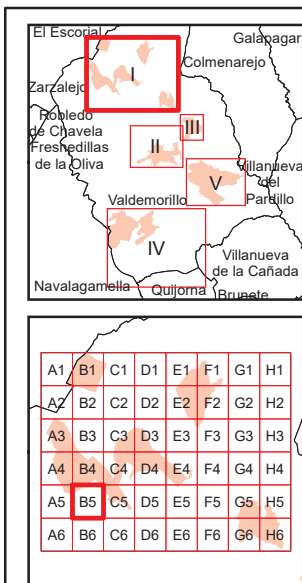 El Escorial
Galapagar
I
Colmenarejo
Zarzalejo
Robledo
de Chavela
III
Fresnedillas
de la Oliva
II
V
Villanueva
del
Pardillo
Valdemorillo
IV
Villanueva
de la Cañada
Navalagamella
Quijorna
Brunete
A1 B1 C1 D1 E1 F1 G1 H1
A2 B2 C2 D2 E2 F2 G2 H2
A3 B3 C3 D3 E3 F3 G3 H3
A4 B4 C4 D4 E4 F4 G4 H4
A5 B5 C5 D5 E5 F5 G5 H5
A6 B6 C6 D6 E6 F6 G6 H6